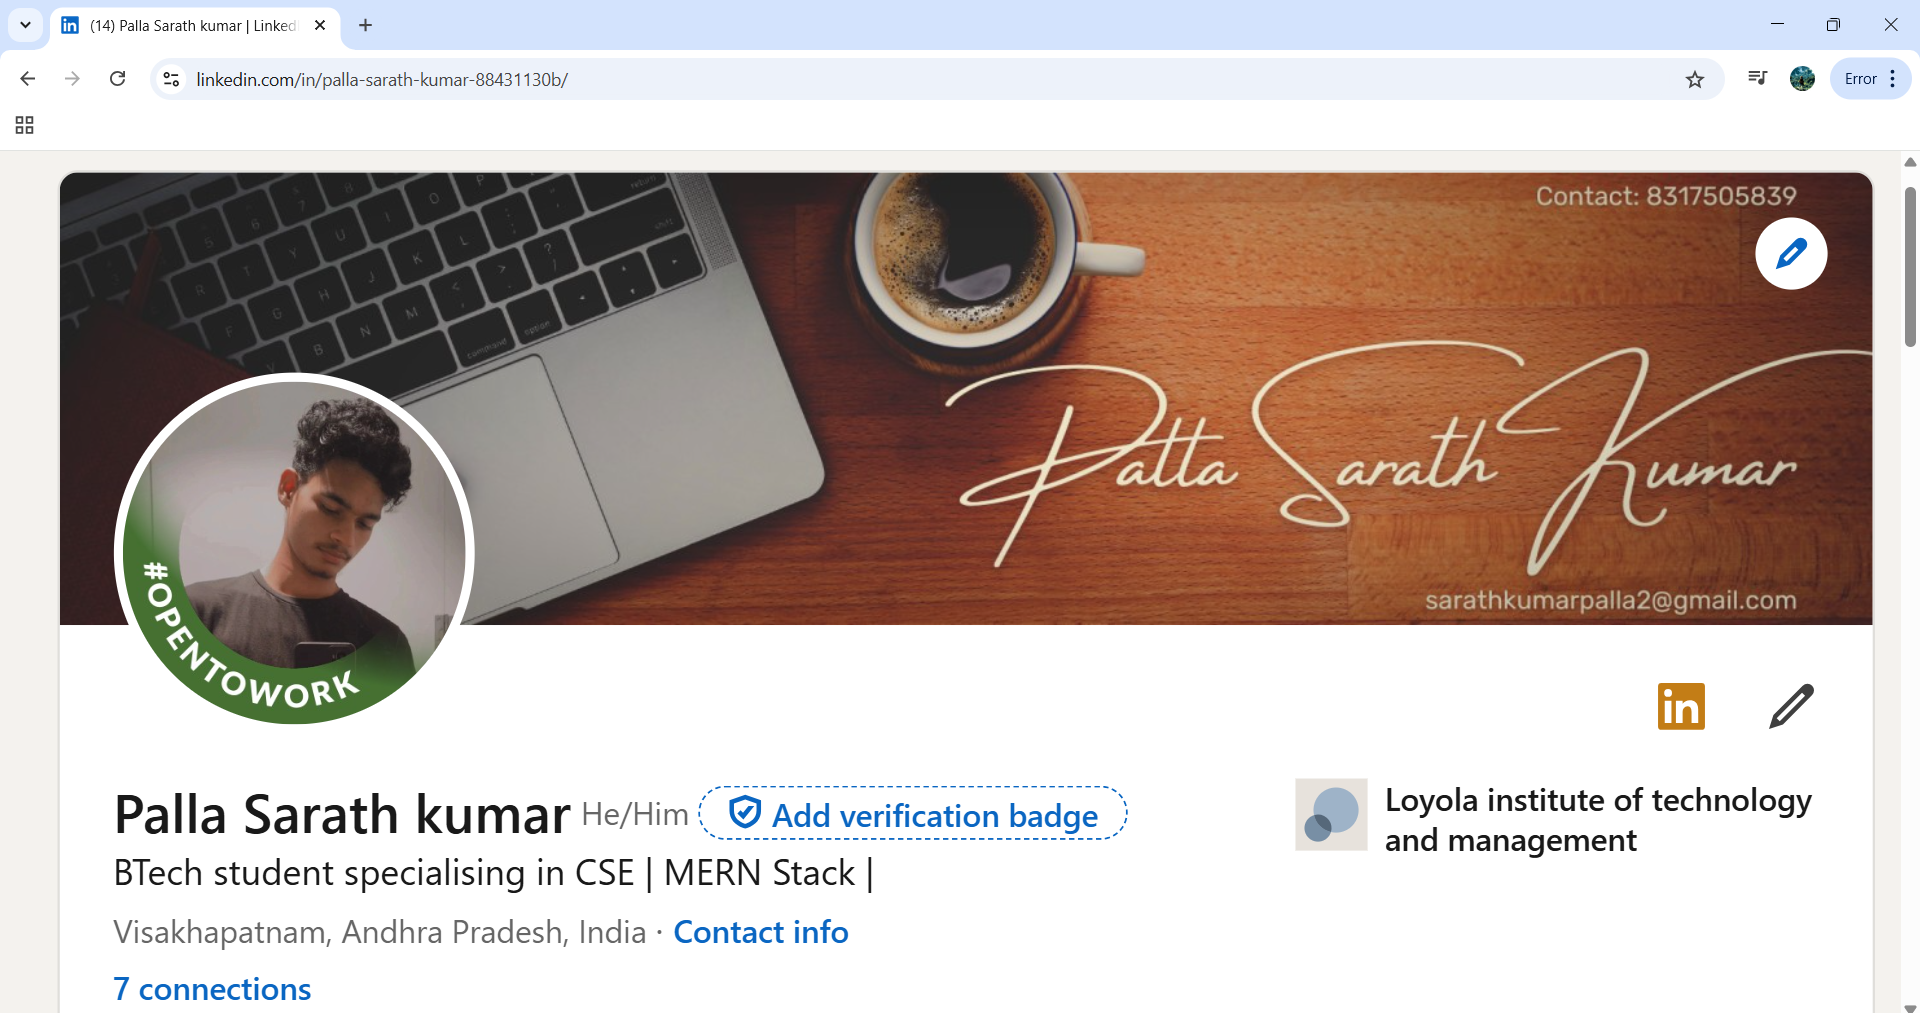 (14) Palla Sarath kumar | Linked
linkedin.com/in/palla-sarath-kumar-88431130b/
Error
Contact: 8317505839
Palla Sarath Kumar
sarathkumarpalla2@gmail.com
#OPENTOWORK
in
Palla Sarath kumar He/Him Add verification badge
BTech student specialising in CSE | MERN Stack |
Visakhapatnam, Andhra Pradesh, India · Contact info
7 connections
Loyola institute of technology
and management